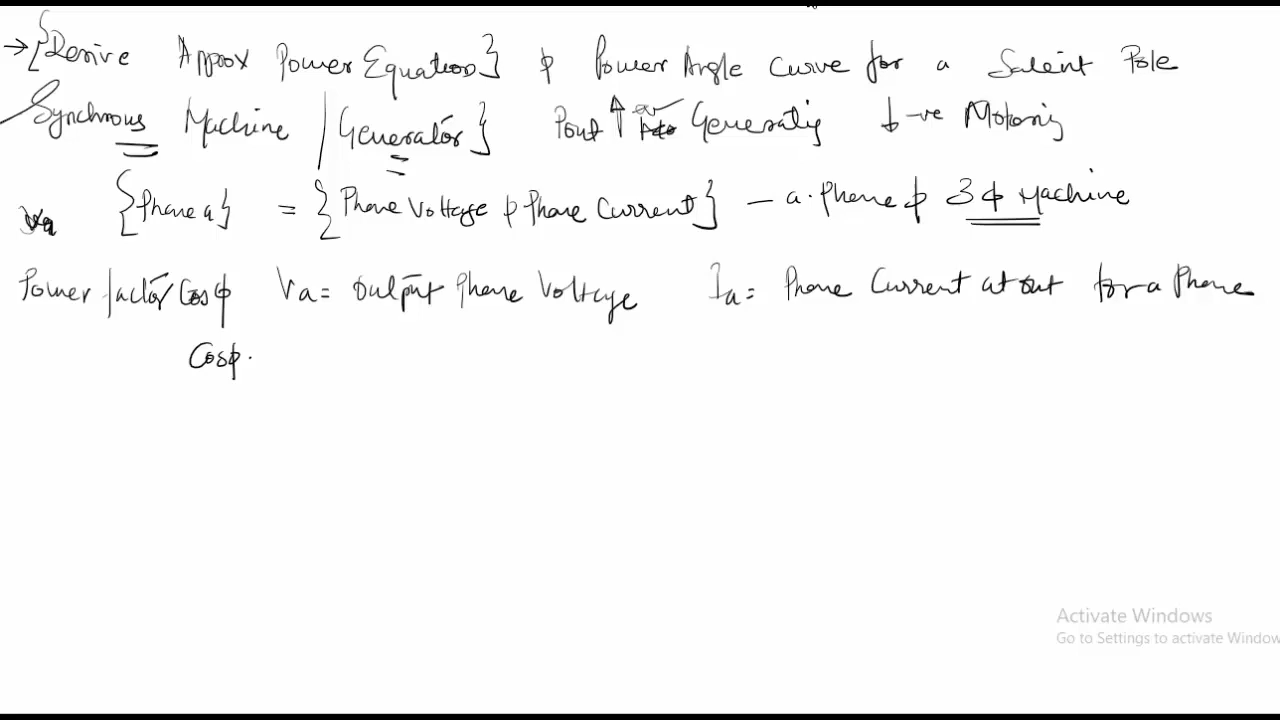 →{Derive Approx Power Equation} & Power Angle Curve for a Salient Pole
Synchronous Machine / Generator} Pout ↑ Generating ↓ -ve Motoring
Va {Phase a} = {Phase Voltage & Phase Current} - a. Phase & 3ϕ Machine
Power factor Cosϕ Va = Output Phase Voltage Ia = Phase Current at out for a Phase
Cosϕ.
Activate Windows
Go to Settings to activate Window